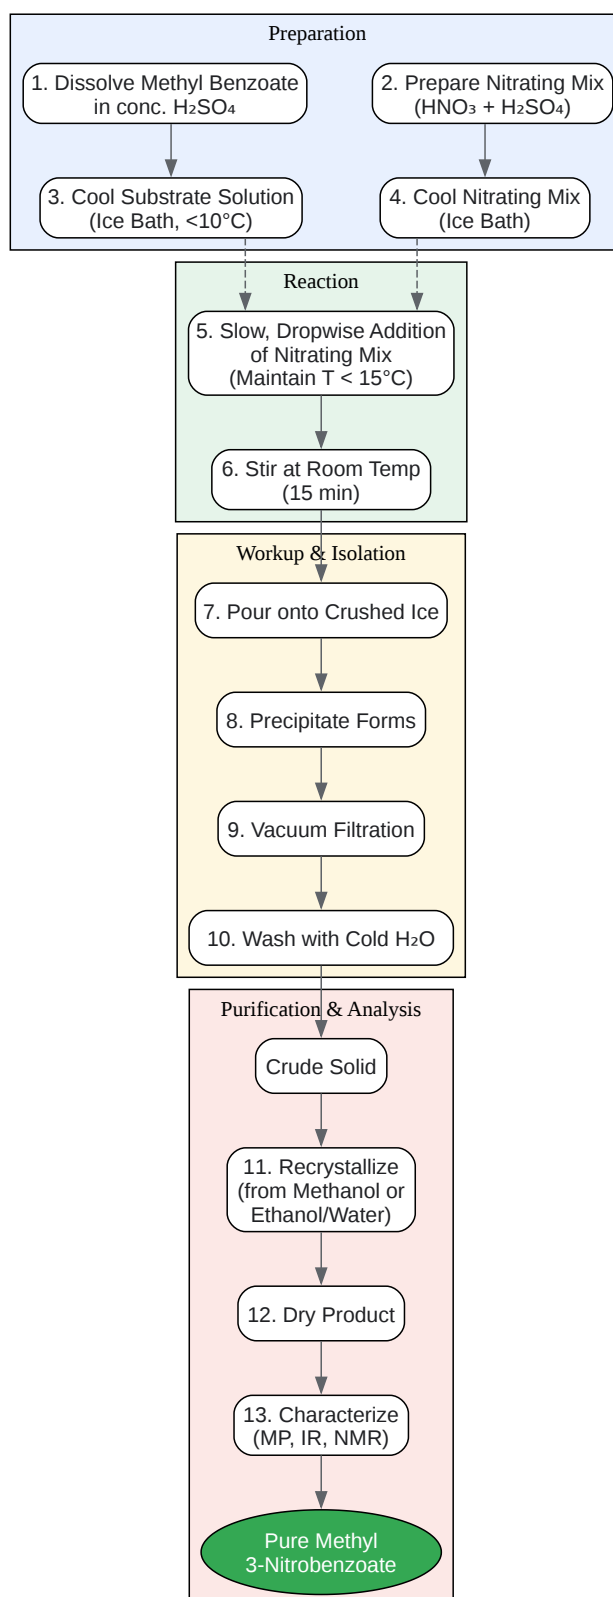 Preparation
1. Dissolve Methyl Benzoate
in conc. H₂SO₄
2. Prepare Nitrating Mix
(HNO₃ + H₂SO₄)
3. Cool Substrate Solution
(Ice Bath, <10°C)
4. Cool Nitrating Mix
(Ice Bath)
Reaction
5. Slow, Dropwise Addition
of Nitrating Mix
(Maintain T < 15°C)
6. Stir at Room Temp
(15 min)
Workup & Isolation
7. Pour onto Crushed Ice
8. Precipitate Forms
9. Vacuum Filtration
10. Wash with Cold H₂O
Purification & Analysis
Crude Solid
11. Recrystallize
(from Methanol or
Ethanol/Water)
12. Dry Product
13. Characterize
(MP, IR, NMR)
Pure Methyl
3-Nitrobenzoate